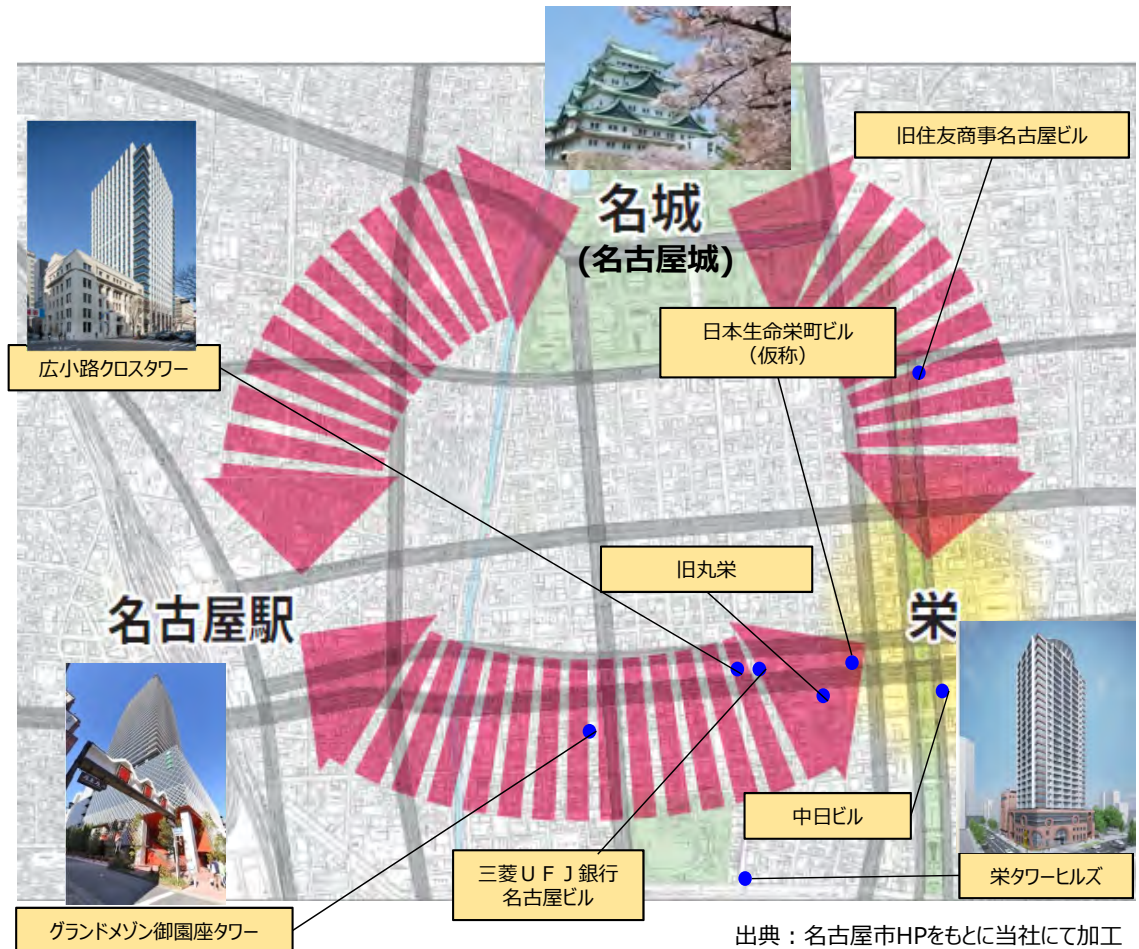 旧住友商事名古屋ビル
名城
(名古屋城)
日本生命栄町ビル
（仮称）
広小路クロスタワー
旧丸栄
名古屋駅
栄
中日ビル
三菱ＵＦＪ銀行
名古屋ビル
栄タワーヒルズ
グランドメゾン御園座タワー
出典：名古屋市HPをもとに当社にて加工